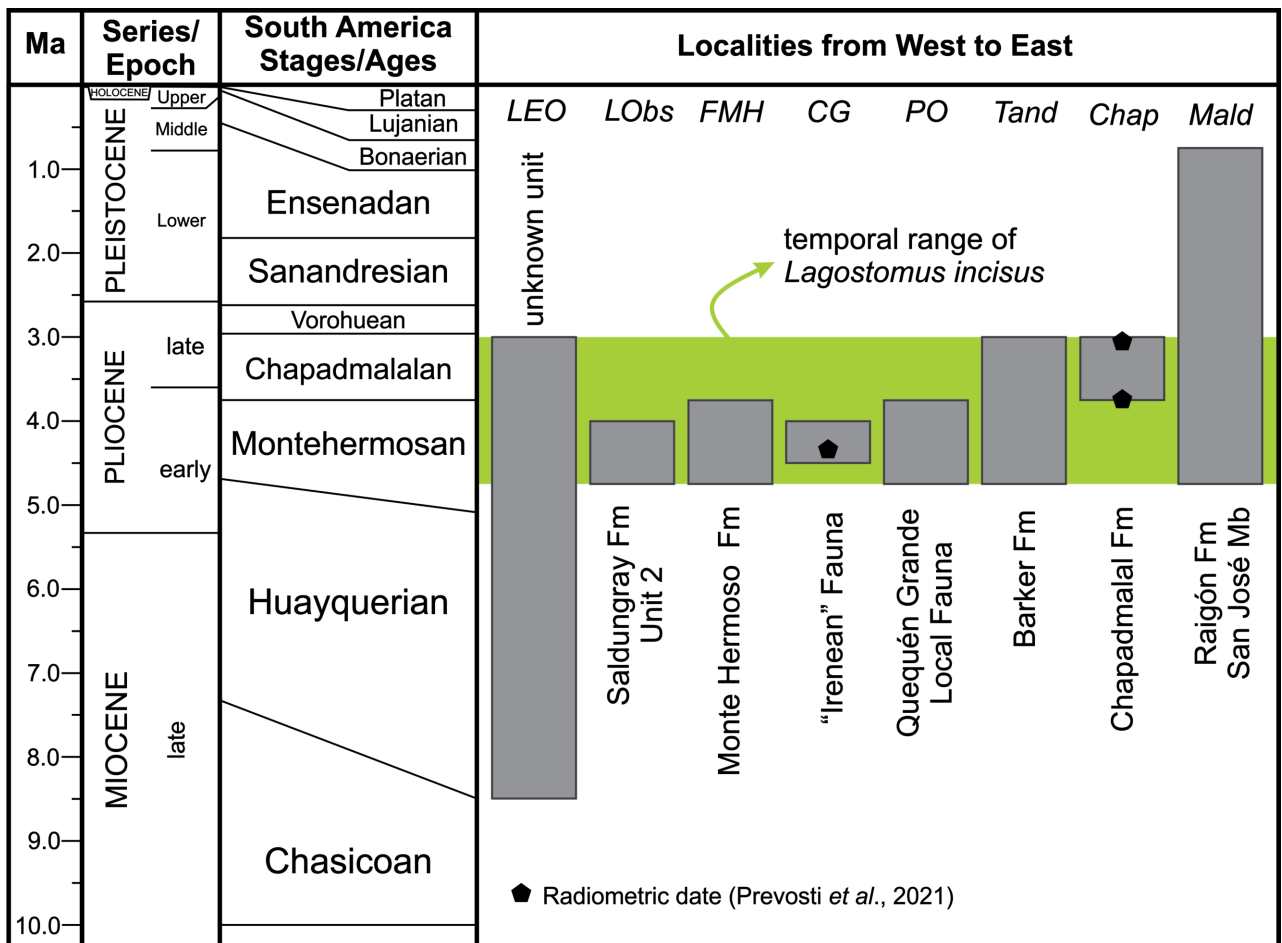 Ma
Series/
Epoch
South America
Stages/Ages
Localities from West to East
HOLOCENE
Upper
Middle
Lower
PLEISTOCENE
late
early
PLIOCENE
late
MIOCENE
1.0
2.0
3.0
4.0
5.0
6.0
7.0
8.0
9.0
10.0
Platan
Lujanian
Bonaerian
Ensenadan
Sanandresian
Vorohuean
Chapadmalalan
Montehermosan
Huayquerian
Chasicoan
LEO
LObs
FMH
CG
PO
Tand
Chap
Mald
unknown unit
temporal range of
Lagostomus incisus
Saldungray Fm
Unit 2
Monte Hermoso Fm
“Irenean” Fauna
Quequén Grande
Local Fauna
Barker Fm
Chapadmalal Fm
Raigón Fm
San José Mb
Radiometric date (Prevosti et al., 2021)